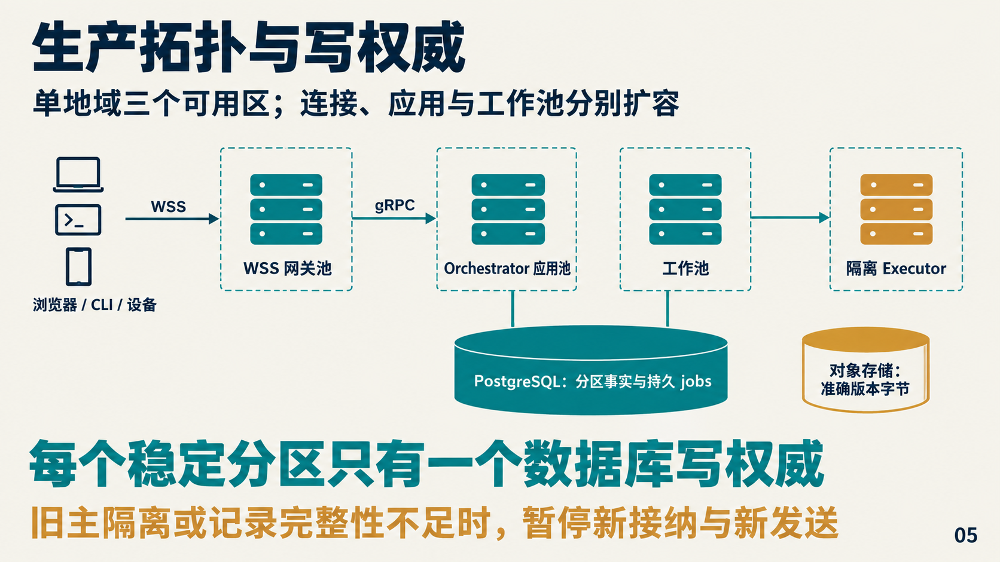 生产拓扑与写权威
单地域三个可用区；连接、应用与工作池分别扩容
WSS
gRPC
>_
WSS 网关池
Orchestrator 应用池
工作池
隔离 Executor
浏览器 / CLI / 设备
PostgreSQL：分区事实与持久 jobs
对象存储：
准确版本字节
每个稳定分区只有一个数据库写权威
旧主隔离或记录完整性不足时，暂停新接纳与新发送
05